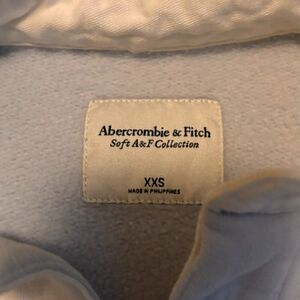 Abercrombie & Fitch
Soft A&F Collection
XXS
MADE IN PHILIPPINES